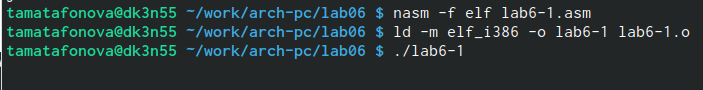 tamatafonova@dk3n55 ~/work/arch-pc/lab06 $ nasm -f elf lab6-1.asm
tamatafonova@dk3n55 ~/work/arch-pc/lab06 $ ld -m elf_i386 -o lab6-1 lab6-1.o
tamatafonova@dk3n55 ~/work/arch-pc/lab06 $ ./lab6-1